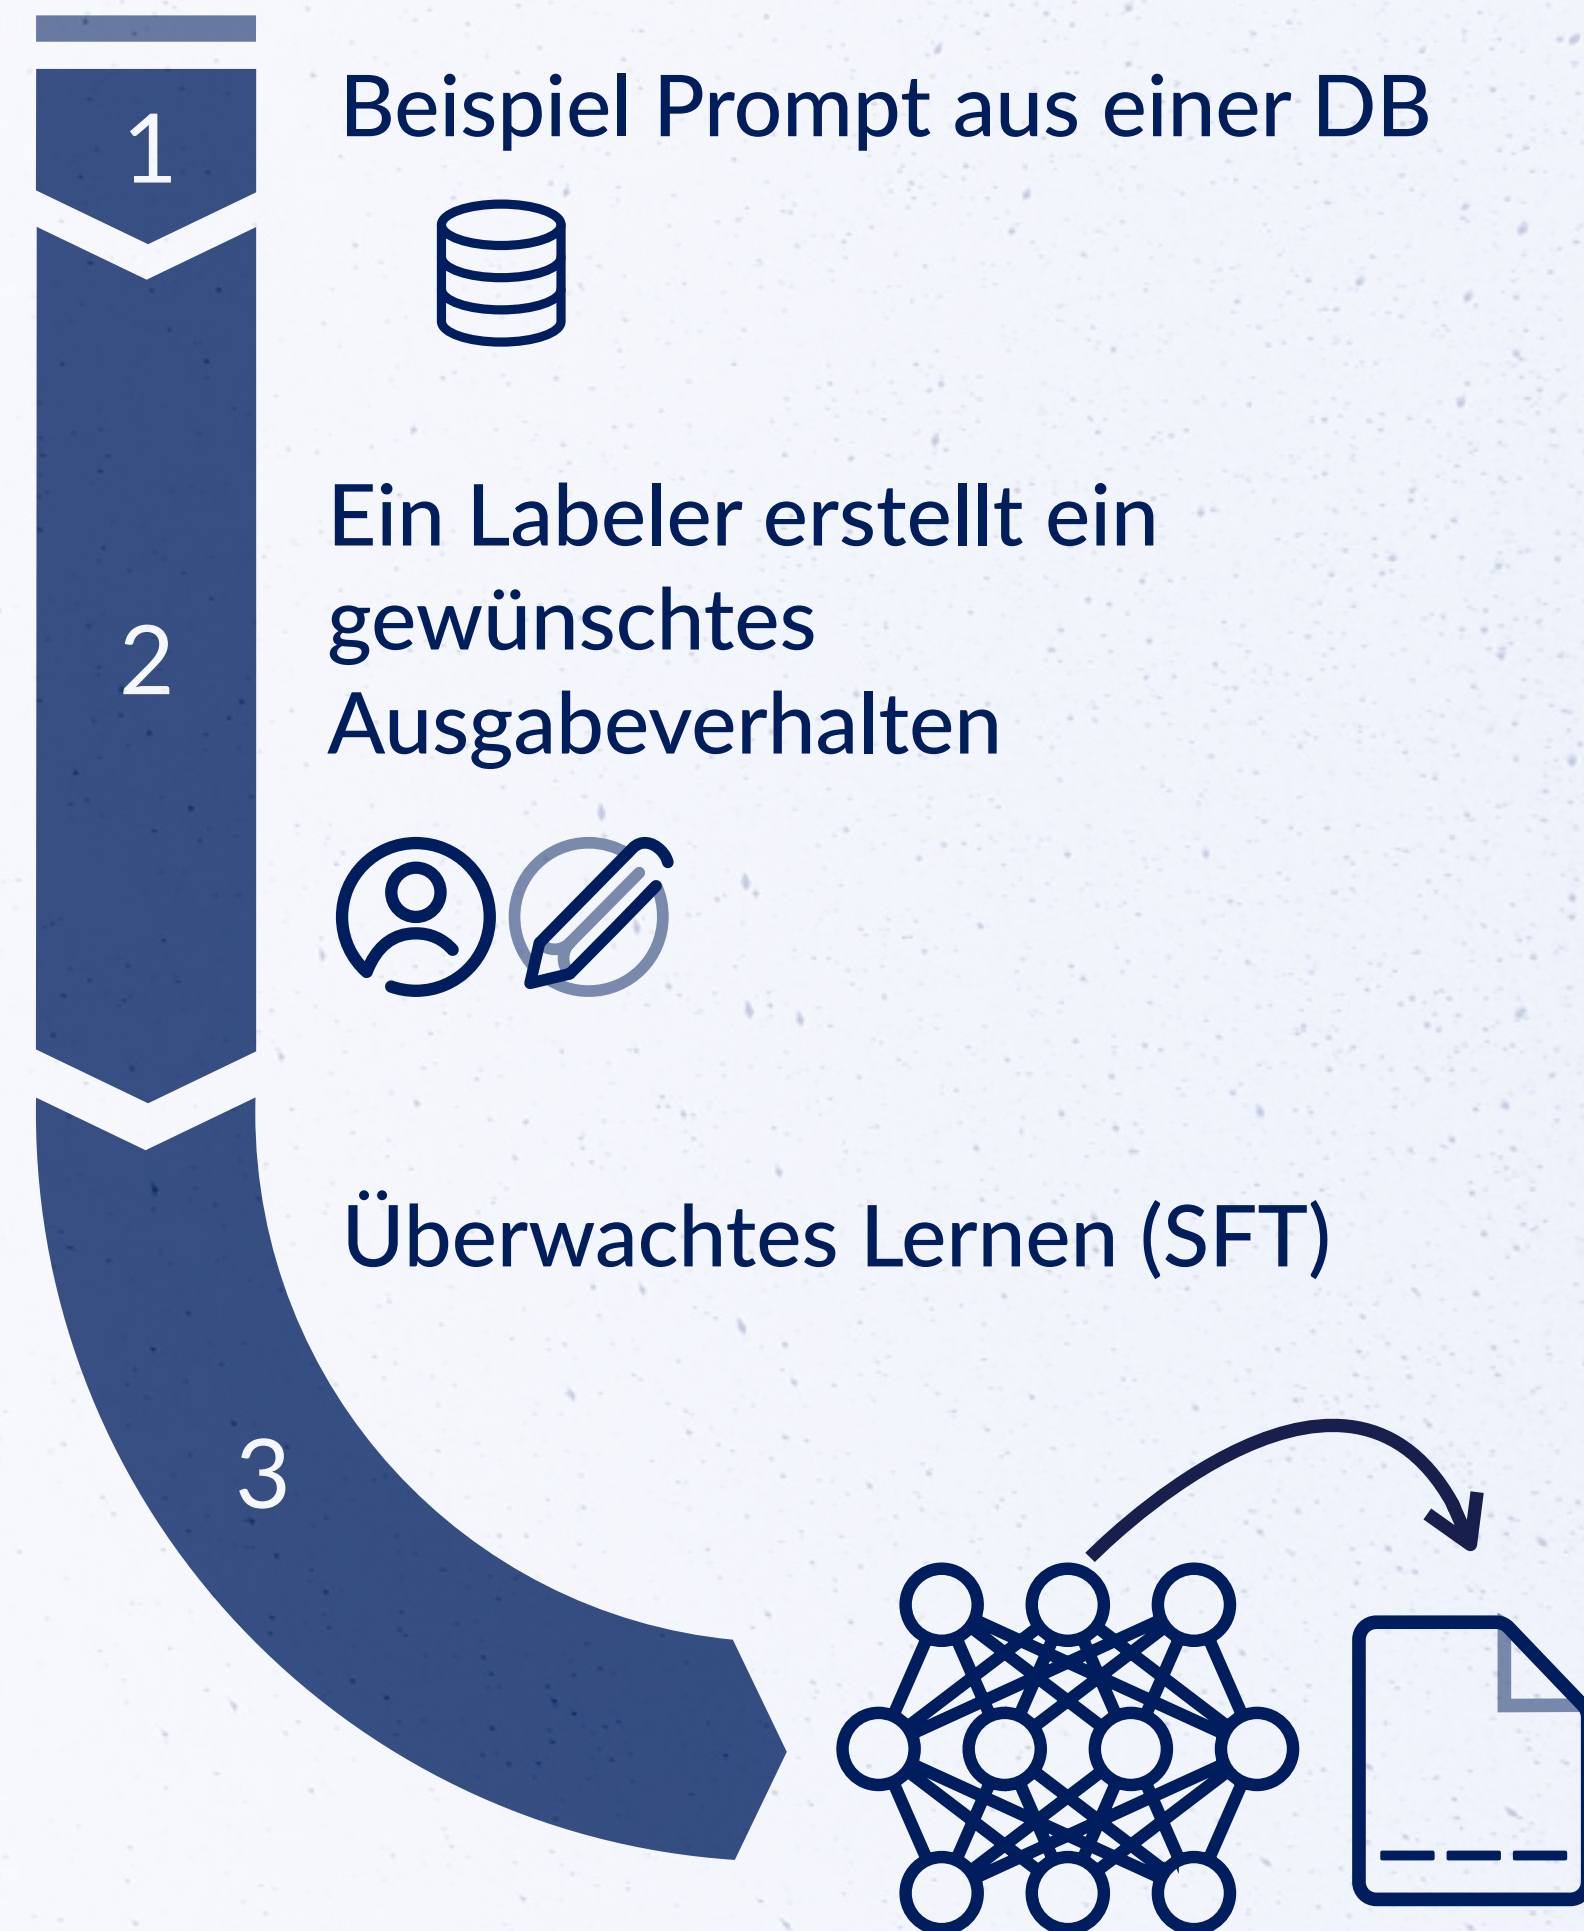 1
Beispiel Prompt aus einer DB
2
Ein Labeler erstellt ein
gewünschtes
Ausgabeverhalten
Überwachtes Lernen (SFT)
3